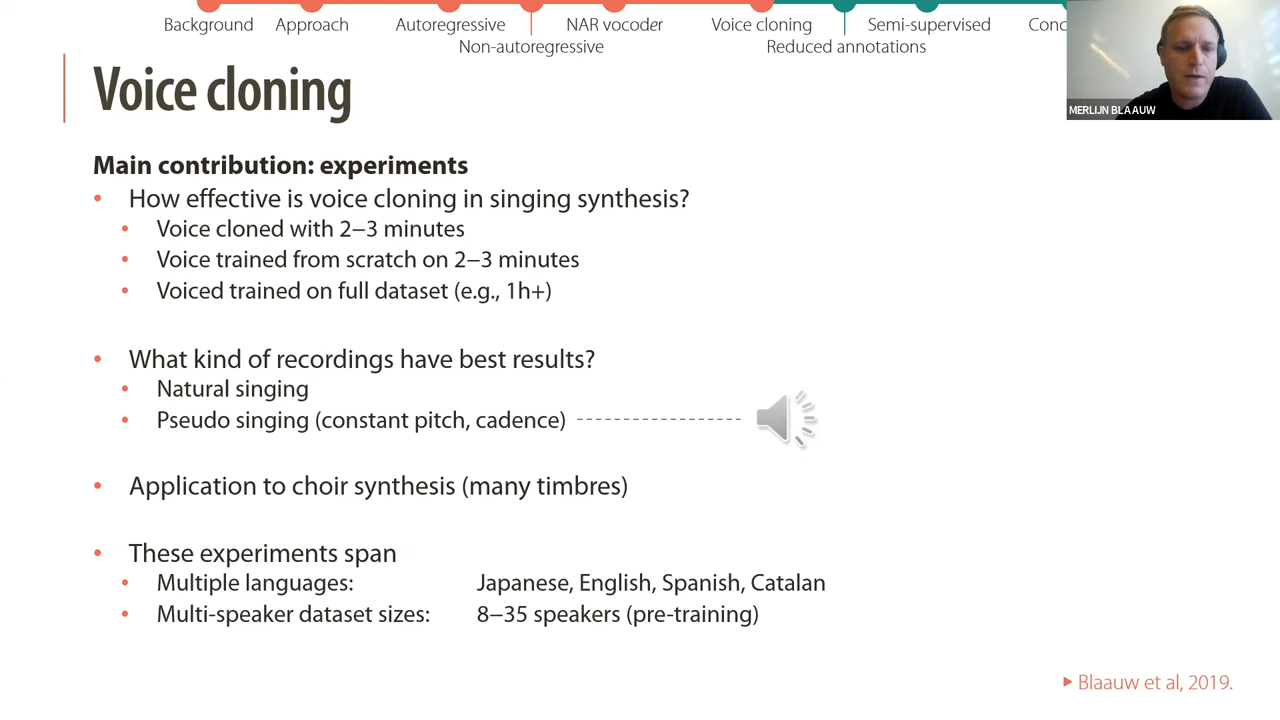 Background Approach Autoregressive NAR vocoder Voice cloning Semi-supervised Conc
Non-autoregressive Reduced annotations
MERLIJN BLAAUW
Voice cloning
Main contribution: experiments
• How effective is voice cloning in singing synthesis?
• Voice cloned with 2–3 minutes
• Voice trained from scratch on 2–3 minutes
• Voiced trained on full dataset (e.g., 1h+)
• What kind of recordings have best results?
• Natural singing
• Pseudo singing (constant pitch, cadence)
• Application to choir synthesis (many timbres)
• These experiments span
• Multiple languages: Japanese, English, Spanish, Catalan
• Multi-speaker dataset sizes: 8–35 speakers (pre-training)
Blaauw et al, 2019.